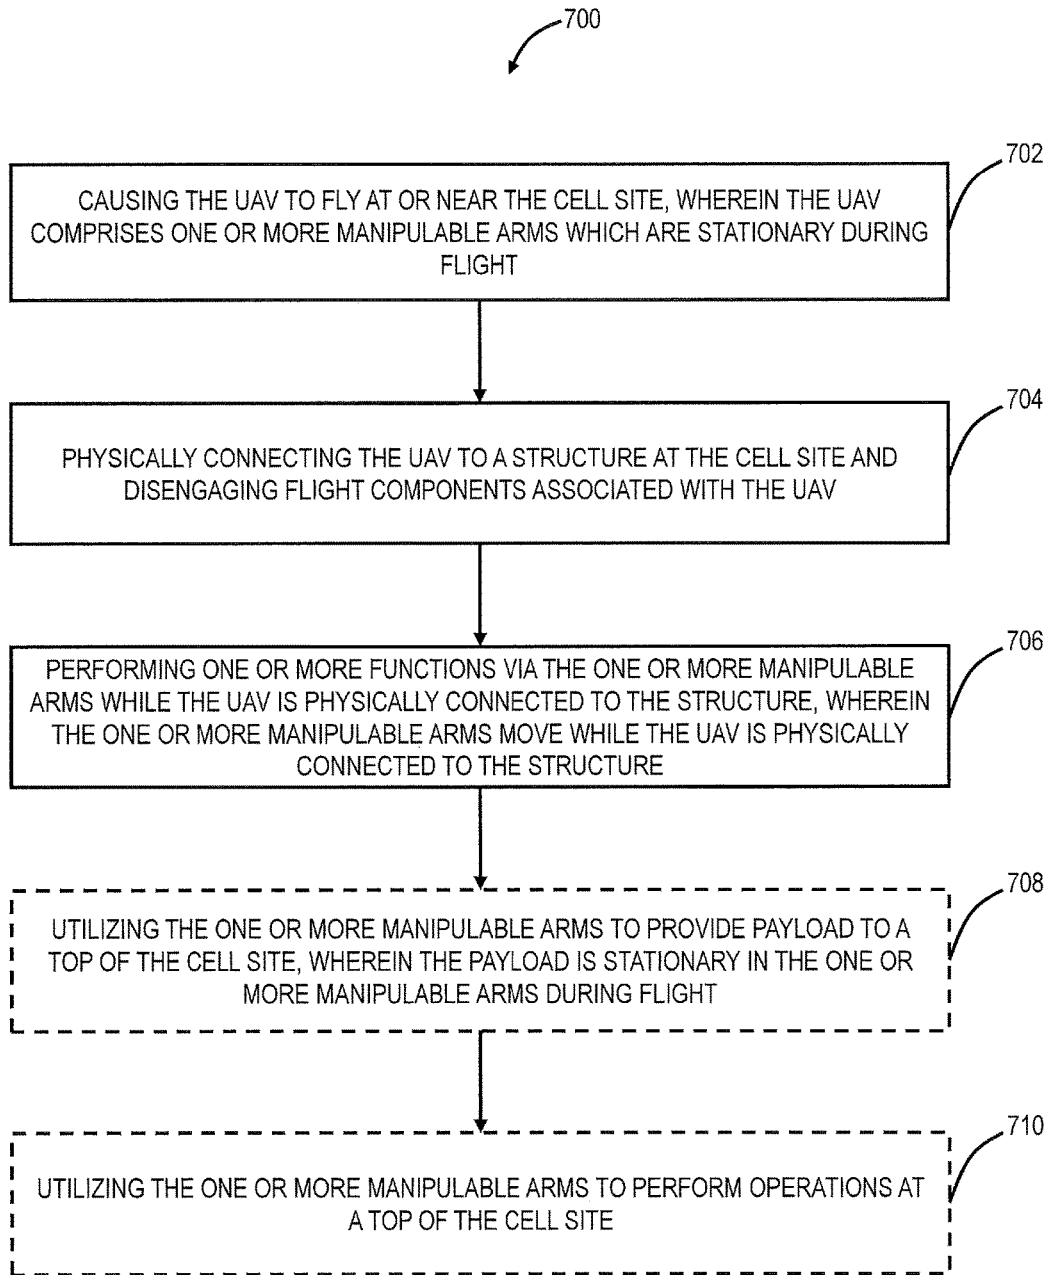 700
702
CAUSING THE UAV TO FLY AT OR NEAR THE CELL SITE, WHEREIN THE UAV
COMPRISES ONE OR MORE MANIPULABLE ARMS WHICH ARE STATIONARY DURING
FLIGHT
704
PHYSICALLY CONNECTING THE UAV TO A STRUCTURE AT THE CELL SITE AND
DISENGAGING FLIGHT COMPONENTS ASSOCIATED WITH THE UAV
706
PERFORMING ONE OR MORE FUNCTIONS VIA THE ONE OR MORE MANIPULABLE
ARMS WHILE THE UAV IS PHYSICALLY CONNECTED TO THE STRUCTURE, WHEREIN
THE ONE OR MORE MANIPULABLE ARMS MOVE WHILE THE UAV IS PHYSICALLY
CONNECTED TO THE STRUCTURE
708
UTILIZING THE ONE OR MORE MANIPULABLE ARMS TO PROVIDE PAYLOAD TO A
TOP OF THE CELL SITE, WHEREIN THE PAYLOAD IS STATIONARY IN THE ONE OR
MORE MANIPULABLE ARMS DURING FLIGHT
710
UTILIZING THE ONE OR MORE MANIPULABLE ARMS TO PERFORM OPERATIONS AT
A TOP OF THE CELL SITE